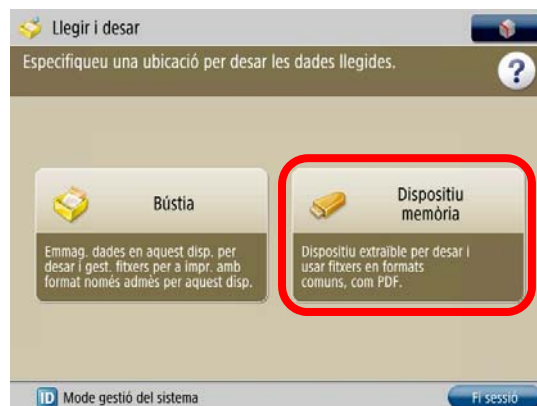 Llegir i desar
Especifiqueu una ubicació per desar les dades llegides.
?
Bústia
Emmag. dades en aquest disp. per
desar i gest. fitxers per a impr. amb
format només admès per aquest disp.
Dispositiu
memòria
Dispositiu extraïble per desar i
usar fitxers en formats
comuns, com PDF.
ID Mode gestió del sistema
Fi sessió